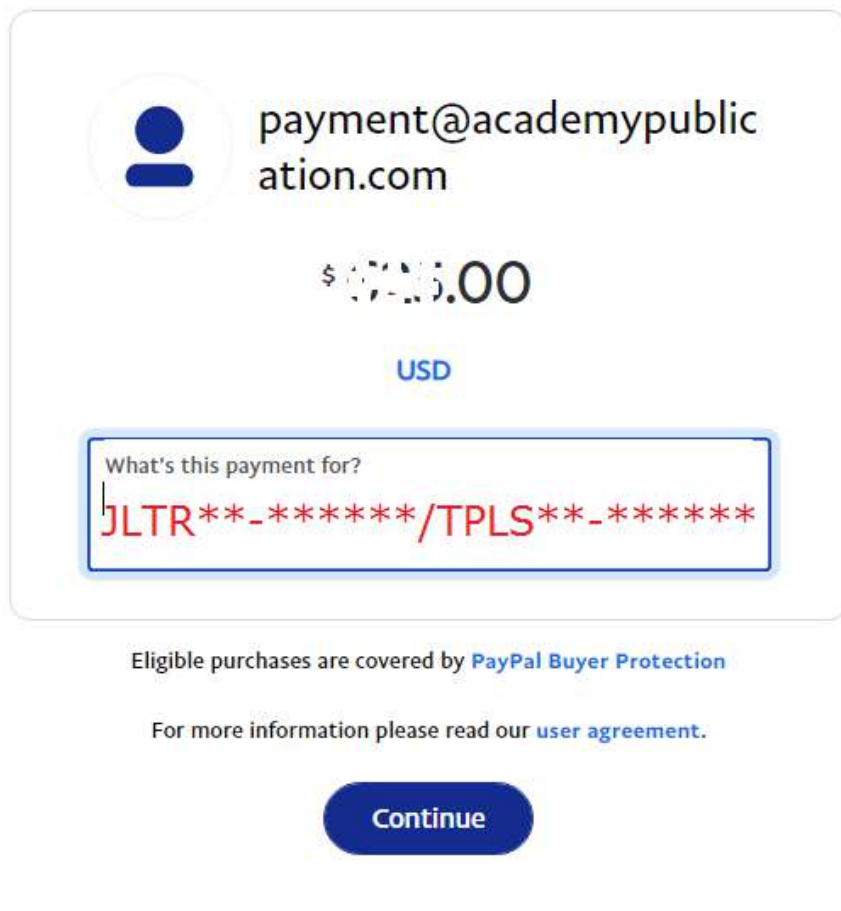 payment@academypublic
ation.com
$ .00
USD
What's this payment for?
JLTR**-******/TPLS**-******
Eligible purchases are covered by PayPal Buyer Protection
For more information please read our user agreement.
Continue